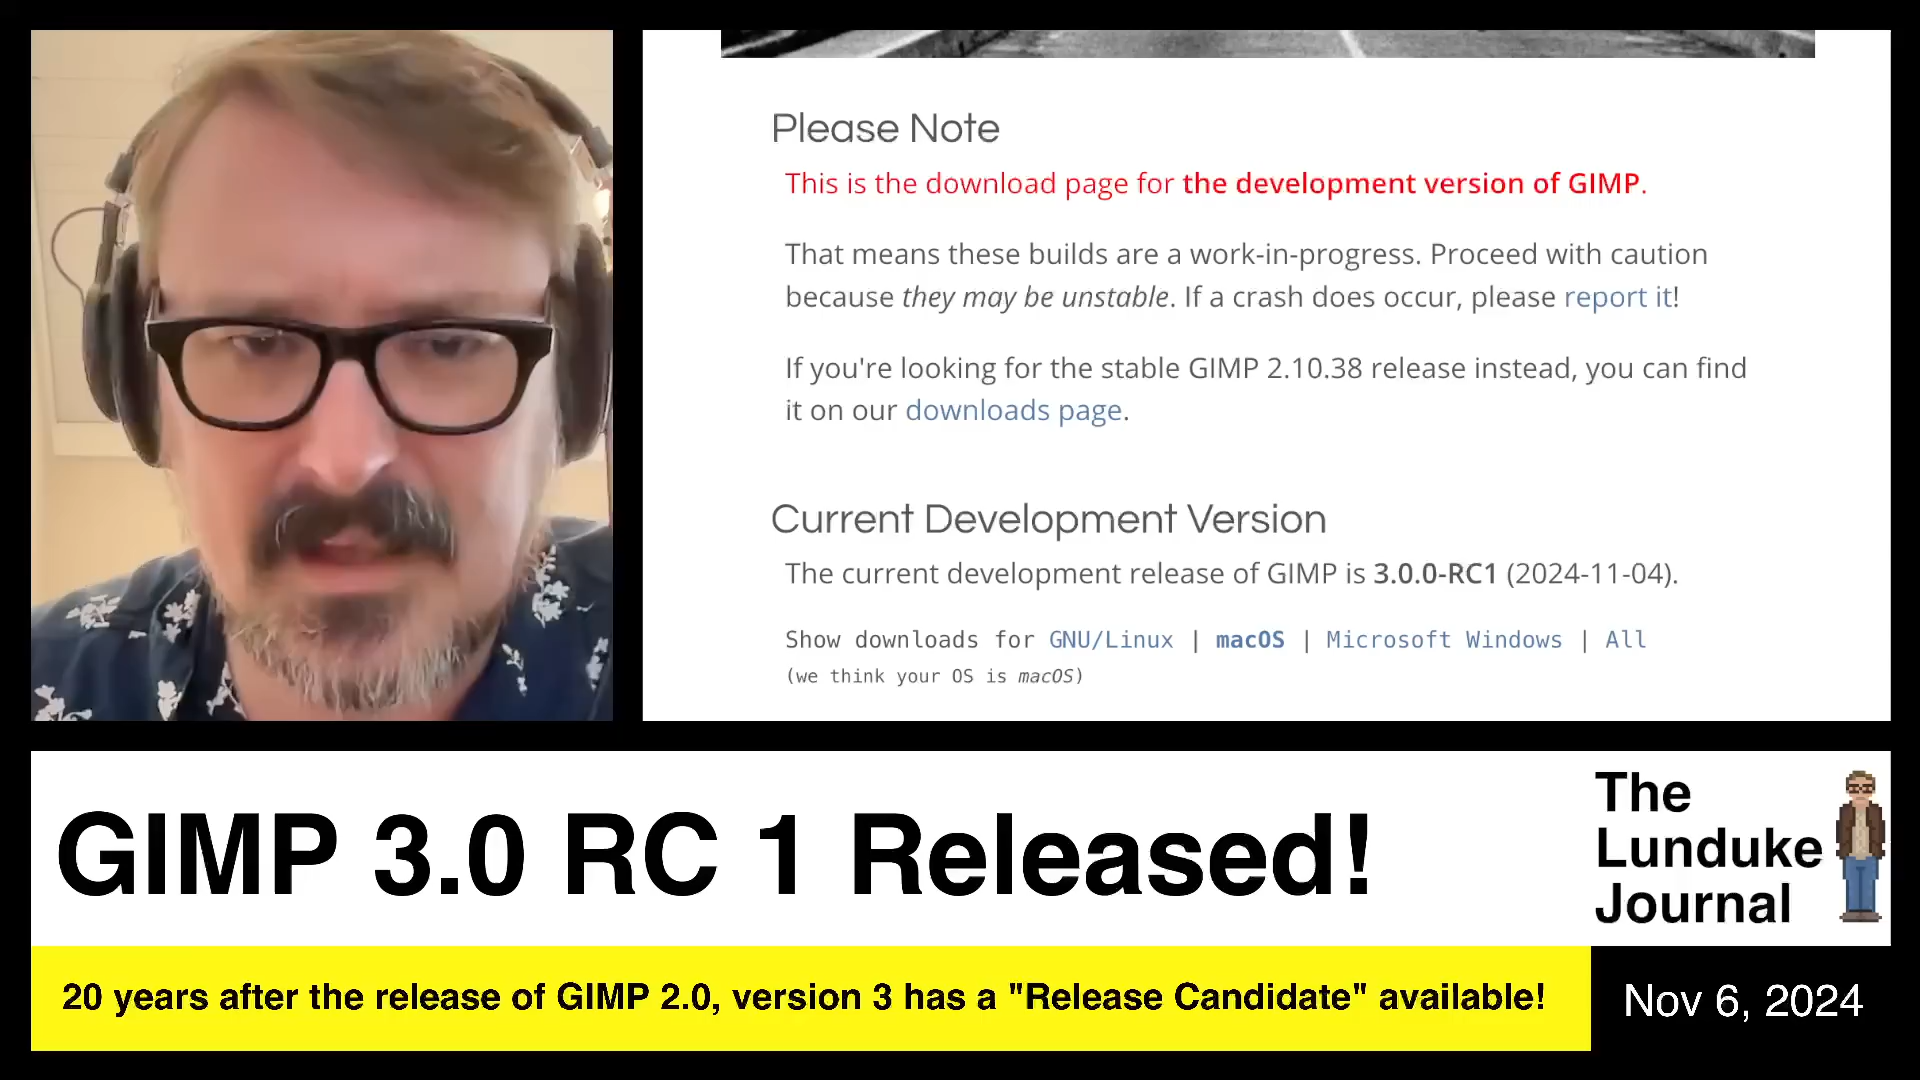 Please Note
This is the download page for the development version of GIMP.
That means these builds are a work-in-progress. Proceed with caution
because they may be unstable. If a crash does occur, please report it!
If you're looking for the stable GIMP 2.10.38 release instead, you can find
it on our downloads page.
Current Development Version
The current development release of GIMP is 3.0.0-RC1 (2024-11-04).
Show downloads for GNU/Linux | macOS | Microsoft Windows | All
(we think your OS is macOS)
GIMP 3.0 RC 1 Released!
The
Lunduke
Journal
20 years after the release of GIMP 2.0, version 3 has a "Release Candidate" available!
Nov 6, 2024